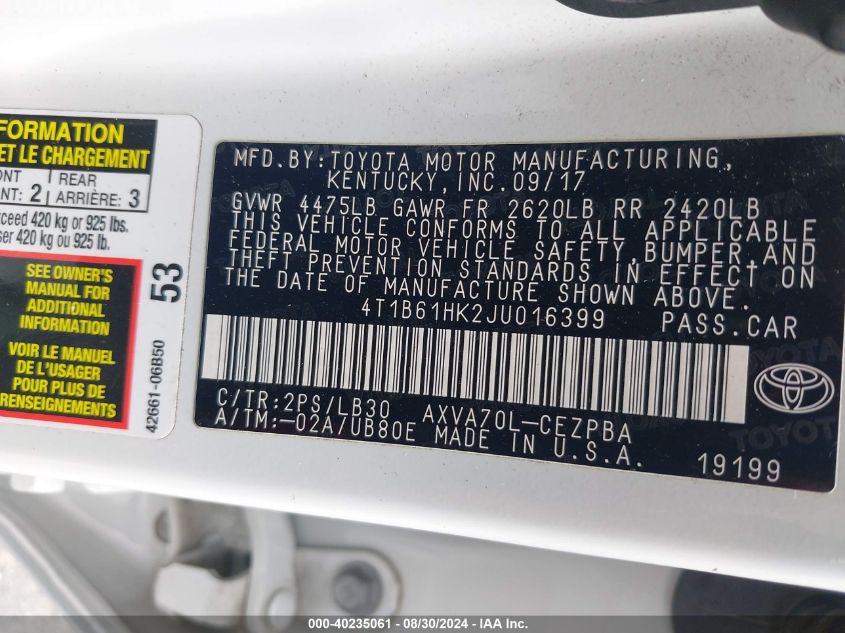 FORMATION
ET LE CHARGEMENT
REAR
2 ARRIÈRE: 3
420 kg or 925 lbs.
420 kg ou 925 lb.
SEE OWNER'S
MANUAL FOR
ADDITIONAL
INFORMATION
VOIR LE MANUEL
DE L'USAGER
POUR PLUS DE
RENSEIGNEMENTS
53
42661-06B50
MFD.BY:TOYOTA MOTOR MANUFACTURING,
KENTUCKY,INC.09/17
GVWR 4475LB GAWR FR 2620LB RR 2420LB
THIS VEHICLE CONFORMS TO ALL APPLICABLE
FEDERAL MOTOR VEHICLE SAFETY,BUMPER,AND
THEFT PREVENTION STANDARDS IN EFFECT ON
THE DATE OF MANUFACTURE SHOWN ABOVE.
4T1B61HK2JU016399 PASS.CAR
C/TR:2PS/LB30 AXVA70L-CEZPBA
A/TM:-02A/UB80E MADE IN U.S.A.
19199
TOYOTA
000-40235061 - 08/30/2024 - IAA Inc.